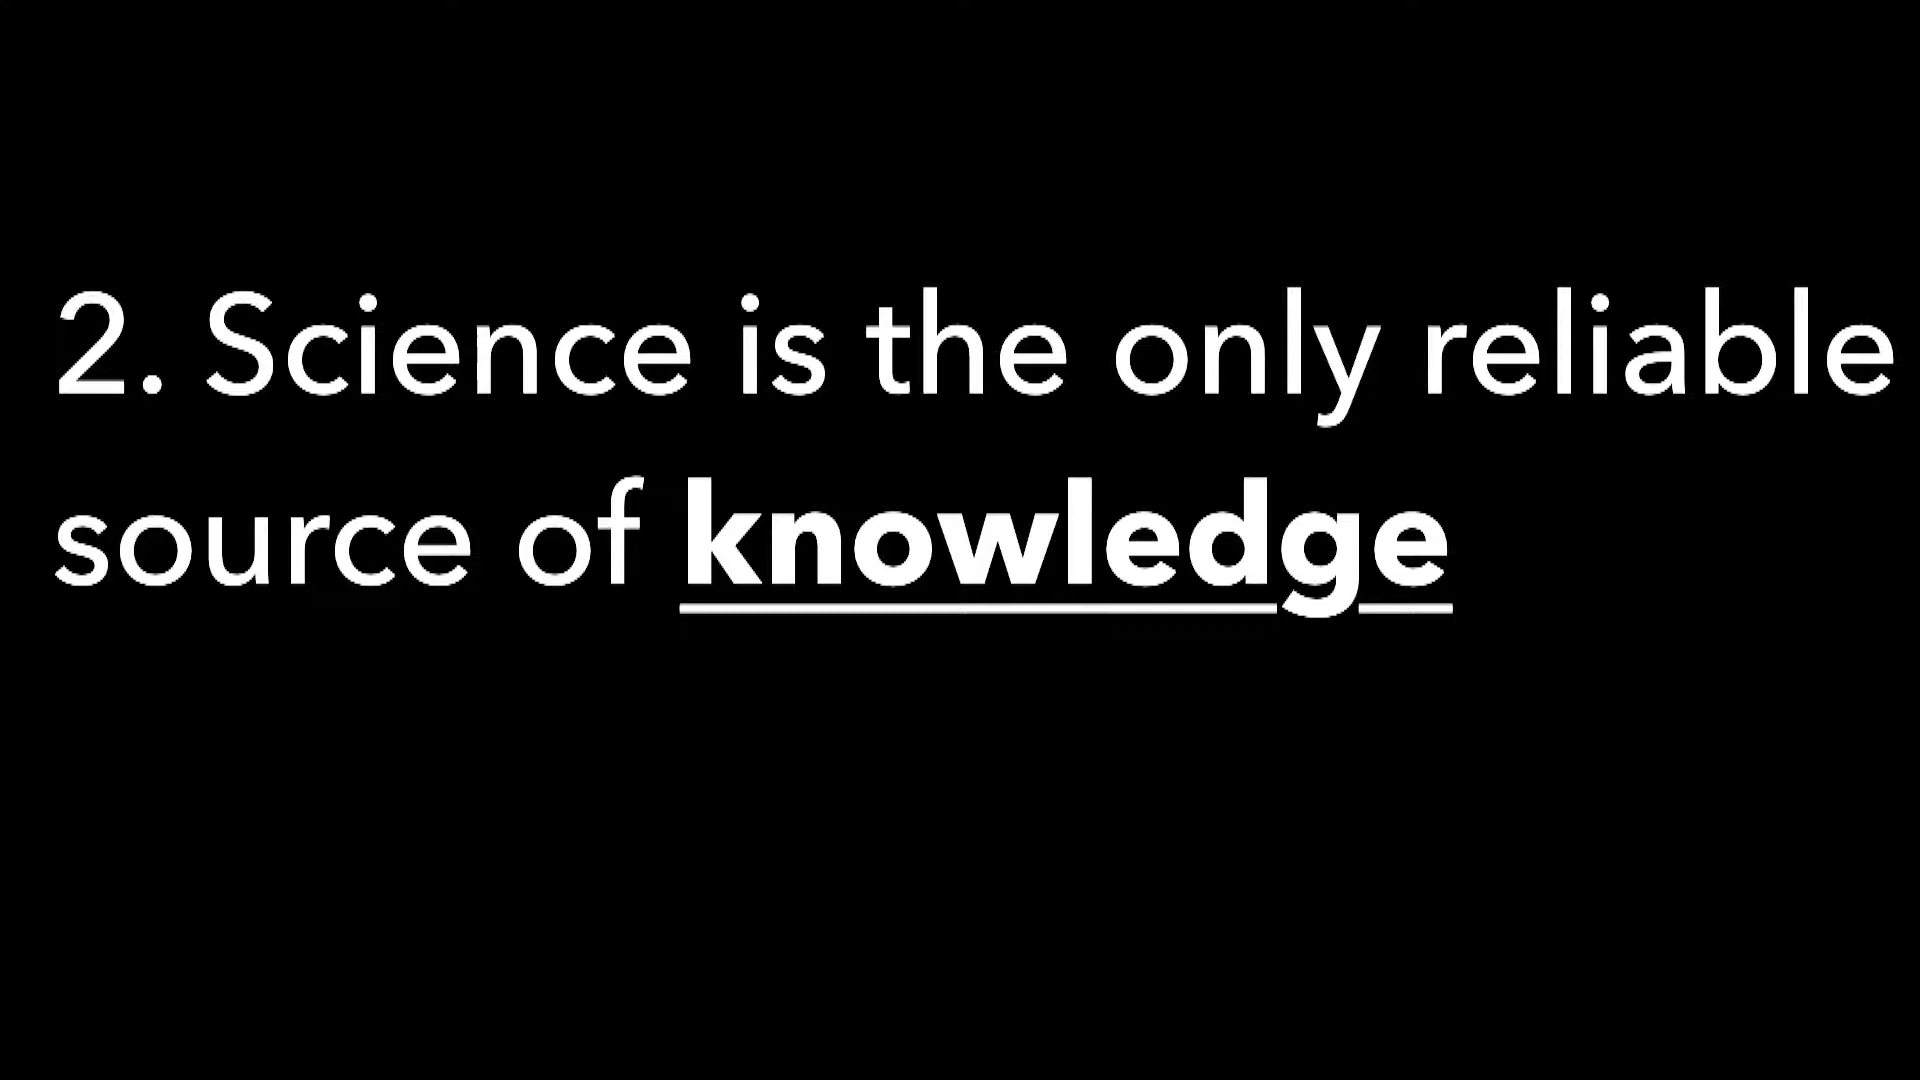 2. Science is the only reliable
source of knowledge